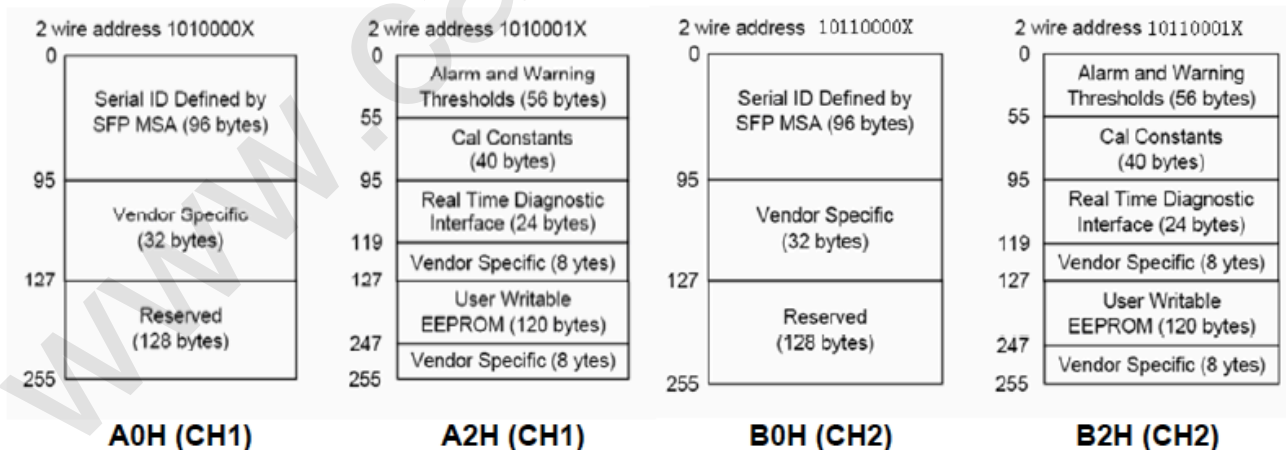 2 wire address 1010000X
0
Serial ID Defined by
SFP MSA (96 bytes)
95
Vendor Specific
(32 bytes)
127
Reserved
(128 bytes)
255
A0H (CH1)
2 wire address 1010001X
0
Alarm and Warning
Thresholds (56 bytes)
55
Cal Constants
(40 bytes)
95
Real Time Diagnostic
Interface (24 bytes)
119
Vendor Specific (8 ytes)
127
User Writable
EEPROM (120 bytes)
247
Vendor Specific (8 ytes)
255
A2H (CH1)
2 wire address 10110000X
0
Serial ID Defined by
SFP MSA (96 bytes)
95
Vendor Specific
(32 bytes)
127
Reserved
(128 bytes)
255
B0H (CH2)
2 wire address 10110001X
0
Alarm and Warning
Thresholds (56 bytes)
55
Cal Constants
(40 bytes)
95
Real Time Diagnostic
Interface (24 bytes)
119
Vendor Specific (8 ytes)
127
User Writable
EEPROM (120 bytes)
247
Vendor Specific (8 ytes)
255
B2H (CH2)